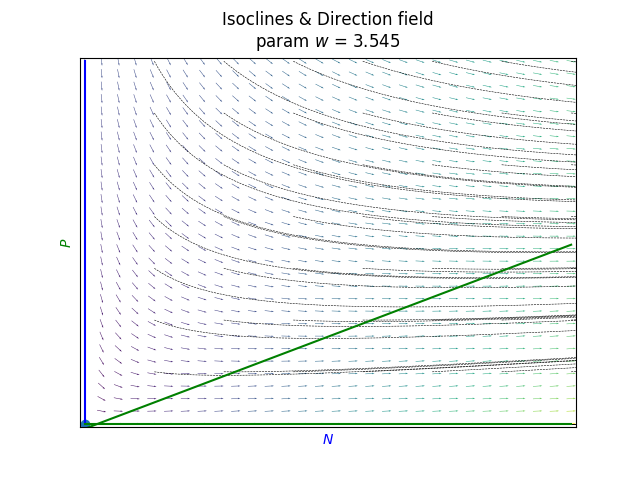 Isoclines & Direction field
param w = 3.545
P
N